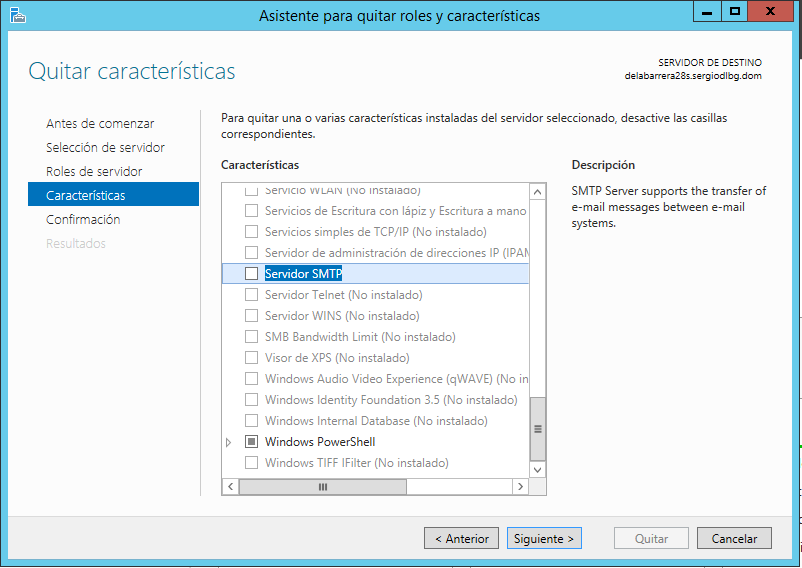 Asistente para quitar roles y características
Quitar características
SERVIDOR DE DESTINO
delabarrera28s.sergiodlbg.dom
Antes de comenzar
Selección de servidor
Roles de servidor
Características
Confirmación
Resultados
Para quitar una o varias características instaladas del servidor seleccionado, desactive las casillas
correspondientes.
Características
Servicio WLAN (No instalado)
Servicios de Escritura con lápiz y Escritura a mano
Servicios simples de TCP/IP (No instalado)
Servidor de administración de direcciones IP (IPAM
Servidor SMTP
Servidor Telnet (No instalado)
Servidor WINS (No instalado)
SMB Bandwidth Limit (No instalado)
Visor de XPS (No instalado)
Windows Audio Video Experience (qWAVE) (No in
Windows Identity Foundation 3.5 (No instalado)
Windows Internal Database (No instalado)
Windows PowerShell
Windows TIFF IFilter (No instalado)
Descripción
SMTP Server supports the transfer of
e-mail messages between e-mail
systems.
< Anterior
Siguiente >
Quitar
Cancelar